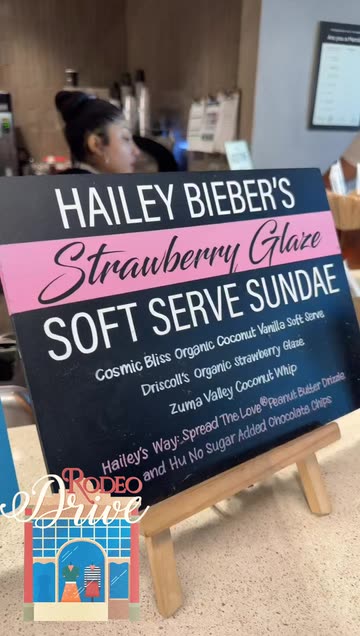 HAILEY BIEBER'S
Strawberry Glaze
SOFT SERVE SUNDAE
Cosmic Bliss Organic Coconut Vanilla Soft Serve
Driscoll's Organic Strawberry Glaze
Zuma Valley Coconut Whip
Hailey's Way: Spread The Love® Peanut Butter Drizzle
and Hu No Sugar Added Chocolate Chips
RODEO
Drive